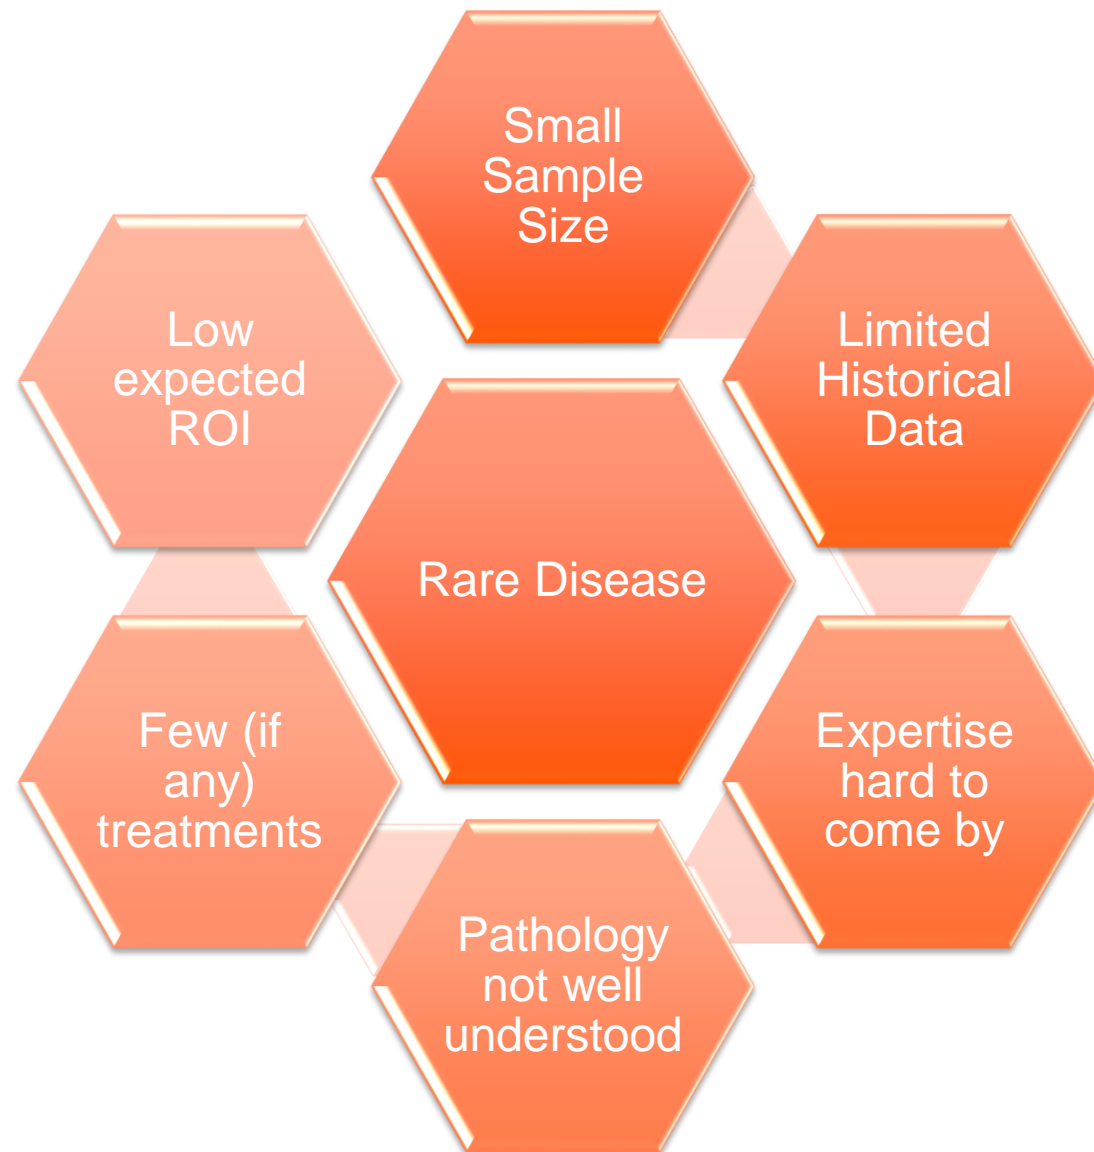 Small
Sample
Size
Limited
Historical
Data
Expertise
hard to
come by
Pathology
not well
understood
Few (if
any)
treatments
Low
expected
ROI
Rare Disease